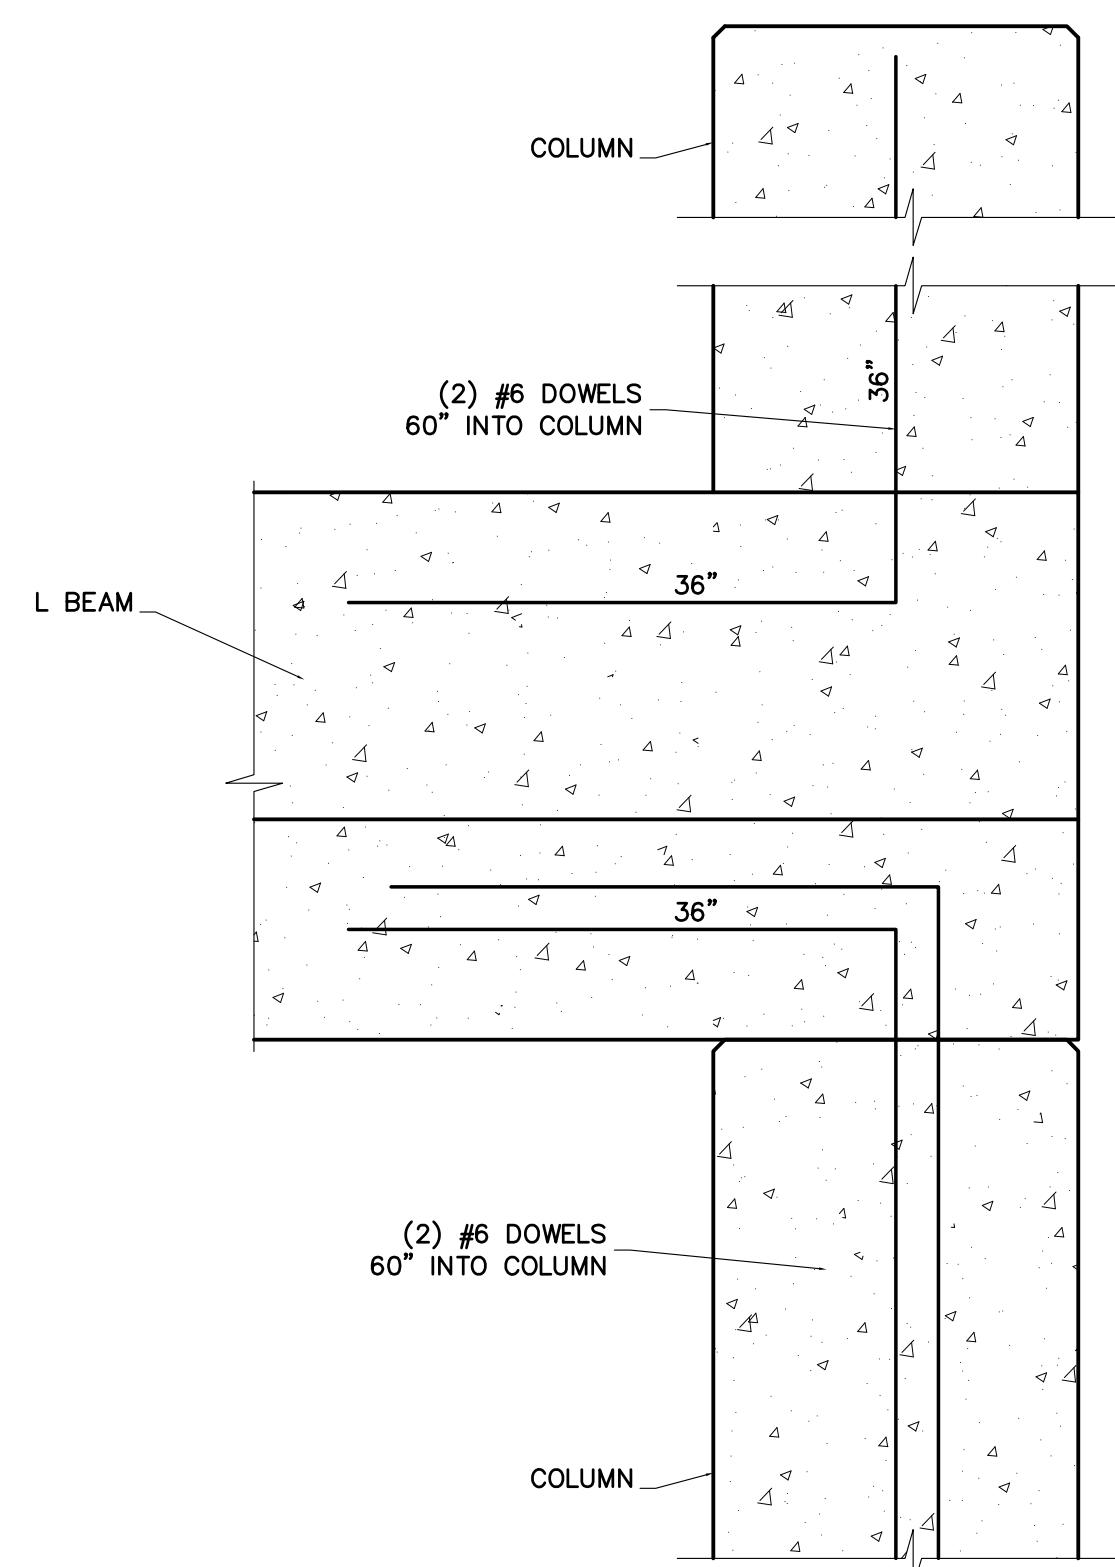 COLUMN
36”
(2) #6 DOWELS
60” INTO COLUMN
36”
L BEAM
36”
(2) #6 DOWELS
60” INTO COLUMN
COLUMN